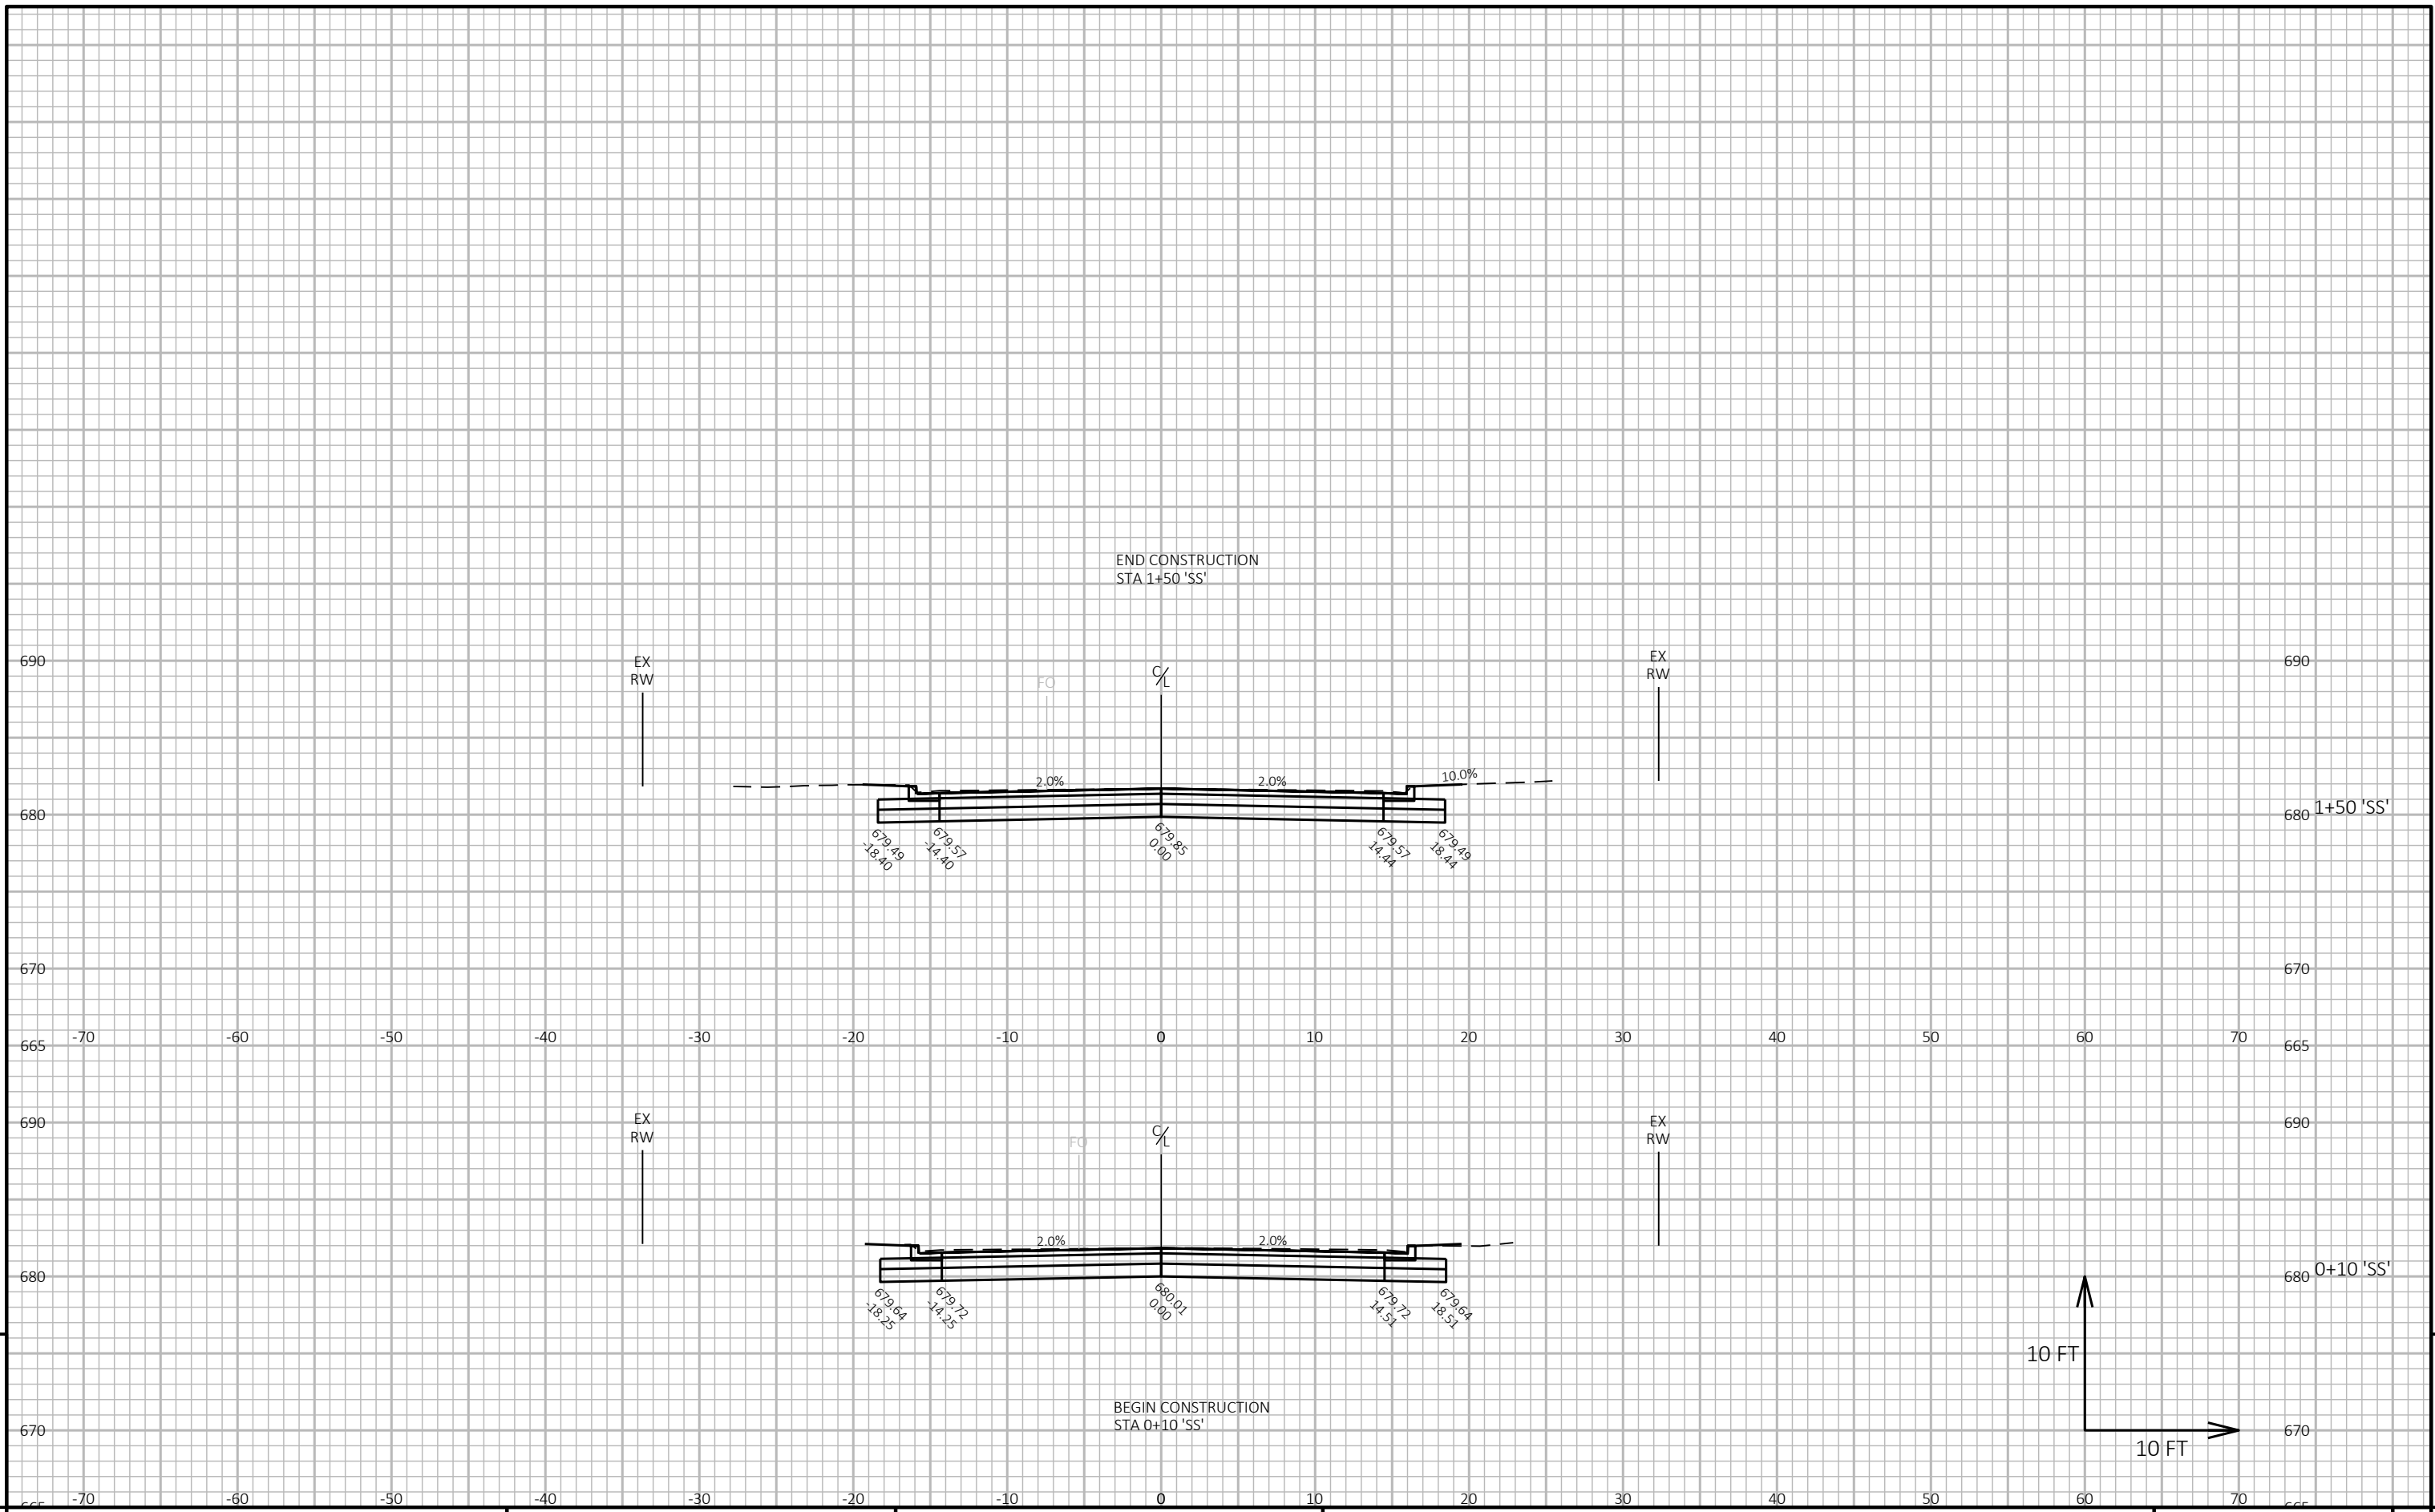 END CONSTRUCTION
STA 1+50 'SS'
690
EX
RW
FO
C/L
EX
RW
690
2.0%
2.0%
10.0%
680
680
1+50 'SS'
679.49
-18.40
679.57
-14.40
679.85
0.00
679.57
14.44
679.49
18.44
670
670
-70 -60 -50 -40 -30 -20 -10 0 10 20 30 40 50 60 70
665
665
690
EX
RW
FO
C/L
EX
RW
690
2.0%
2.0%
680
680
0+10 'SS'
679.64
-18.25
679.72
-14.25
680.01
0.00
679.72
14.51
679.64
18.51
10 FT
BEGIN CONSTRUCTION
STA 0+10 'SS'
670
670
10 FT
-70 -60 -50 -40 -30 -20 -10 0 10 20 30 40 50 60 70
665
665